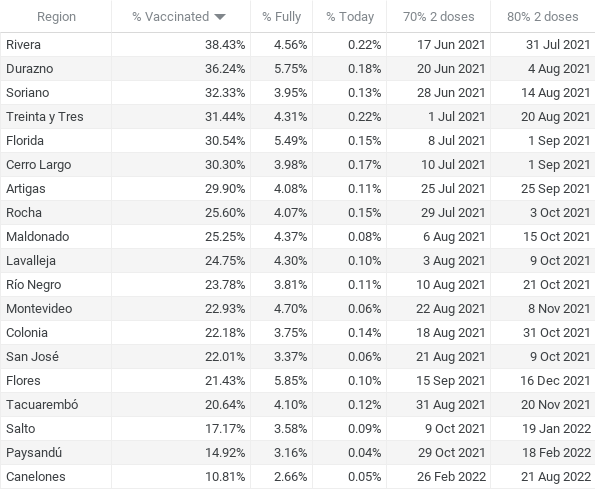 Region % Vaccinated % Fully % Today 70% 2 doses 80% 2 doses
Rivera 38.43% 4.56% 0.22% 17 Jun 2021 31 Jul 2021
Durazno 36.24% 5.75% 0.18% 20 Jun 2021 4 Aug 2021
Soriano 32.33% 3.95% 0.13% 28 Jun 2021 14 Aug 2021
Treinta y Tres 31.44% 4.31% 0.22% 1 Jul 2021 20 Aug 2021
Florida 30.54% 5.49% 0.15% 8 Jul 2021 1 Sep 2021
Cerro Largo 30.30% 3.98% 0.17% 10 Jul 2021 1 Sep 2021
Artigas 29.90% 4.08% 0.11% 25 Jul 2021 25 Sep 2021
Rocha 25.60% 4.07% 0.15% 29 Jul 2021 3 Oct 2021
Maldonado 25.25% 4.37% 0.08% 6 Aug 2021 15 Oct 2021
Lavalleja 24.75% 4.30% 0.10% 3 Aug 2021 9 Oct 2021
Río Negro 23.78% 3.81% 0.11% 10 Aug 2021 21 Oct 2021
Montevideo 22.93% 4.70% 0.06% 22 Aug 2021 8 Nov 2021
Colonia 22.18% 3.75% 0.14% 18 Aug 2021 31 Oct 2021
San José 22.01% 3.37% 0.06% 21 Aug 2021 9 Oct 2021
Flores 21.43% 5.85% 0.10% 15 Sep 2021 16 Dec 2021
Tacuarembó 20.64% 4.10% 0.12% 31 Aug 2021 20 Nov 2021
Salto 17.17% 3.58% 0.09% 9 Oct 2021 19 Jan 2022
Paysandú 14.92% 3.16% 0.04% 29 Oct 2021 18 Feb 2022
Canelones 10.81% 2.66% 0.05% 26 Feb 2022 21 Aug 2022